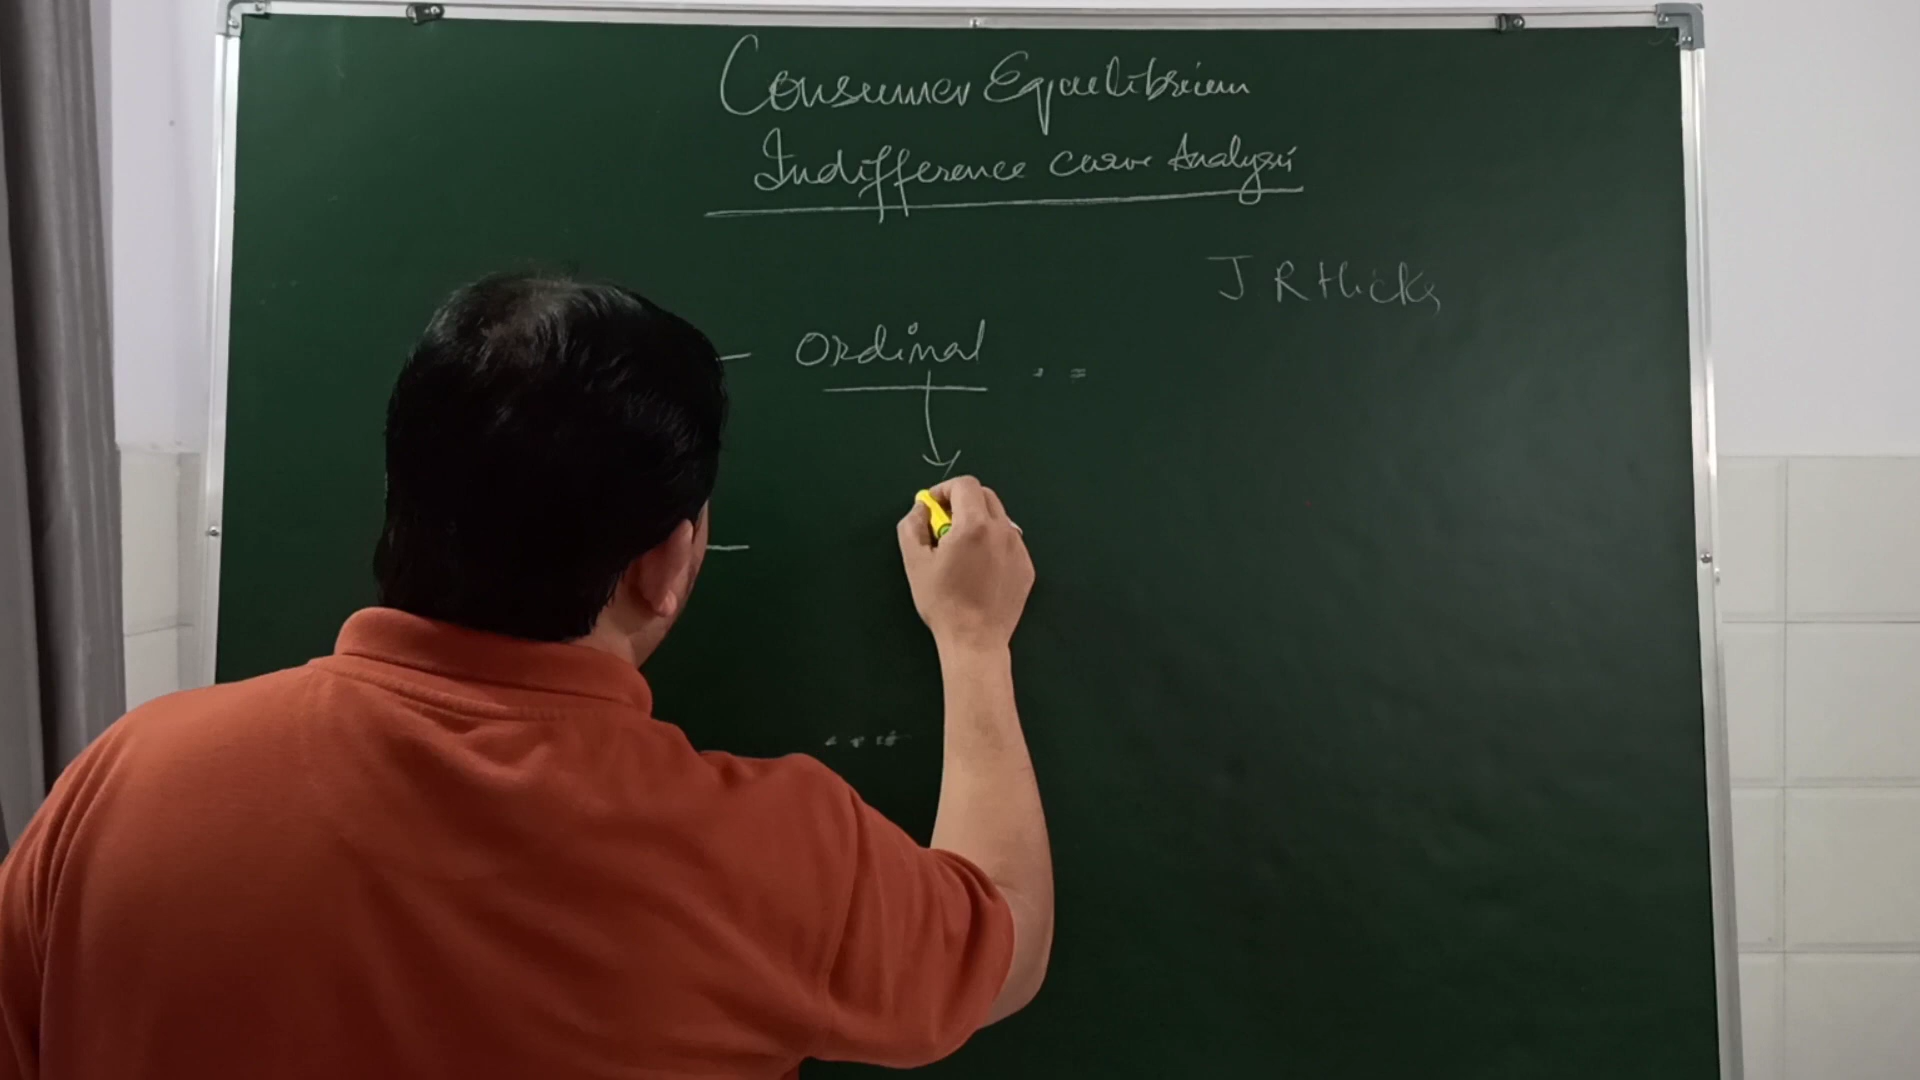 Consumer Equilibrium
Indifference curve Analysis
J R Hicks
Ordinal